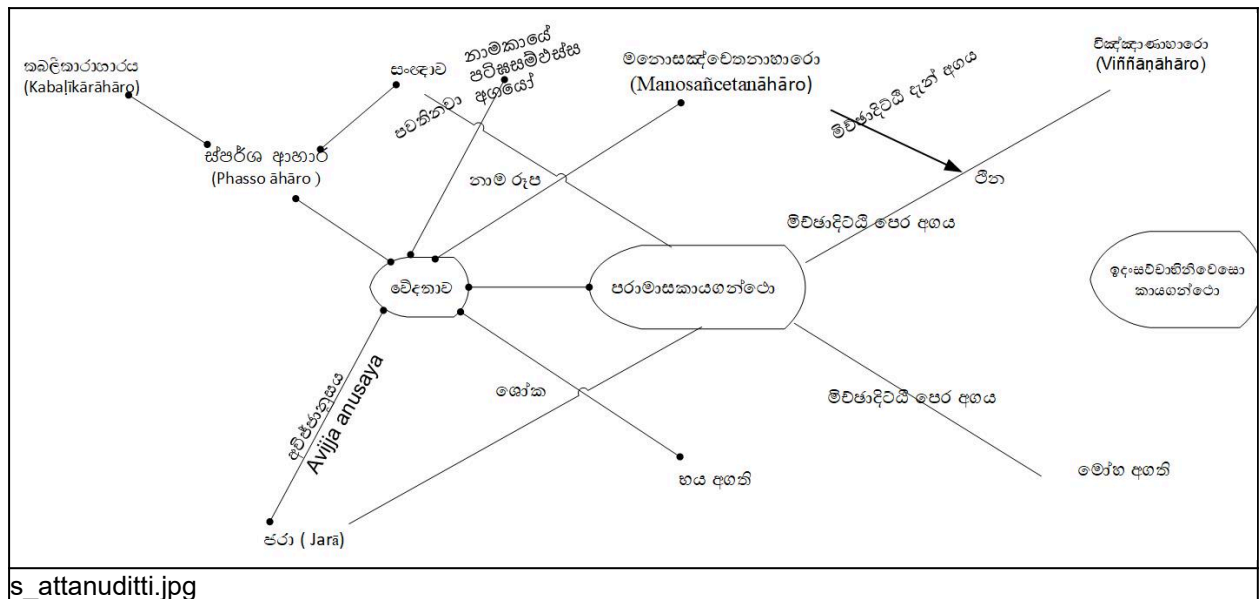 කබලිකාරාහාරය
(Kabaḷīkārāhāro)
සංඥාව
නාමකායේ
පටිඝසම්ඵස්ස
අගයෝ
පවතිනවා
මනොසඤ්චෙතනාහාරො
(Manosañcetanāhāro)
මිච්ඡාදිට්ඨි දැන් අගය
විඤ්ඤාණාහාරො
(Viññāṇāhāro)
ස්පර්ශ ආහාර
(Phasso āhāro )
නාම රූප
ථීන
මිච්ඡාදිට්ඨි පෙර අගය
වේදනාව
පරාමාසකායගන්ථො
ඉදංසච්චාභිනිවෙසො
කායගන්ථො
අවිජ්ජානුසය
Avijja anusaya
ශෝක
මිච්ඡාදිට්ඨි පෙර අගය
භය අගති
මෝහ අගති
ජරා ( Jarā)
s_attanuditti.jpg